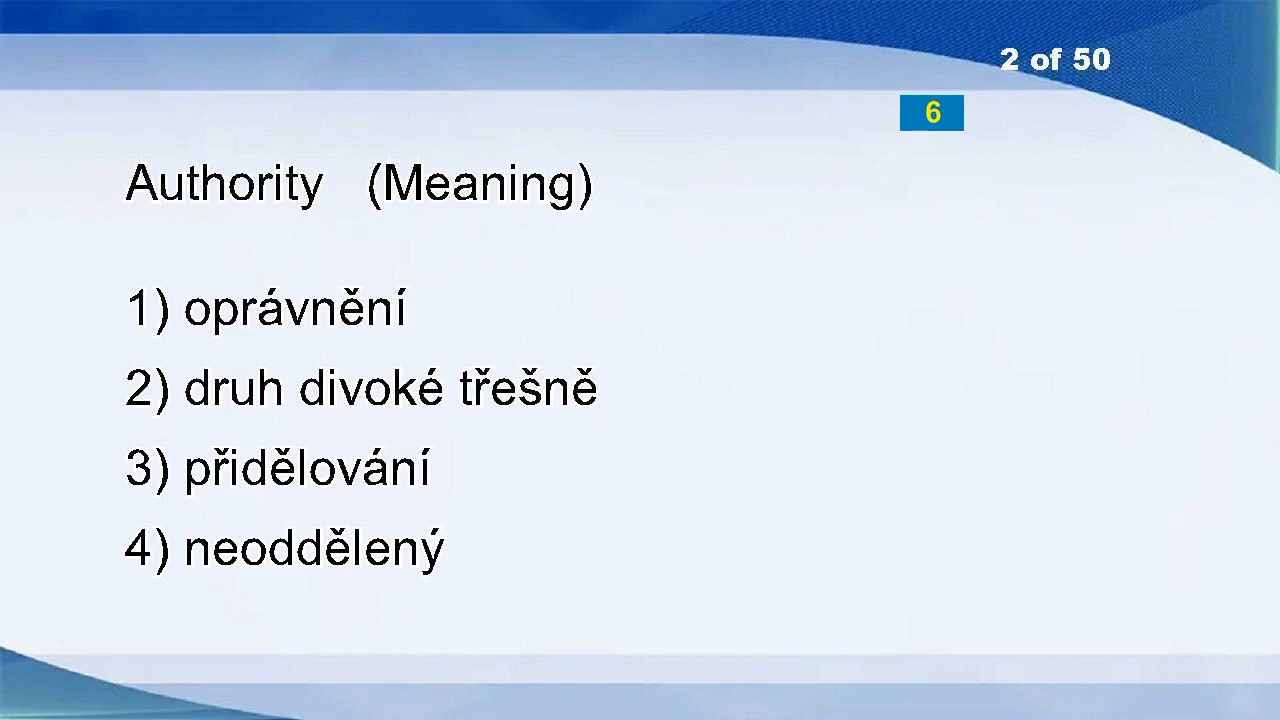 2 of 50
6
Authority (Meaning)
1) oprávnění
2) druh divoké třešně
3) přidělování
4) neoddělený